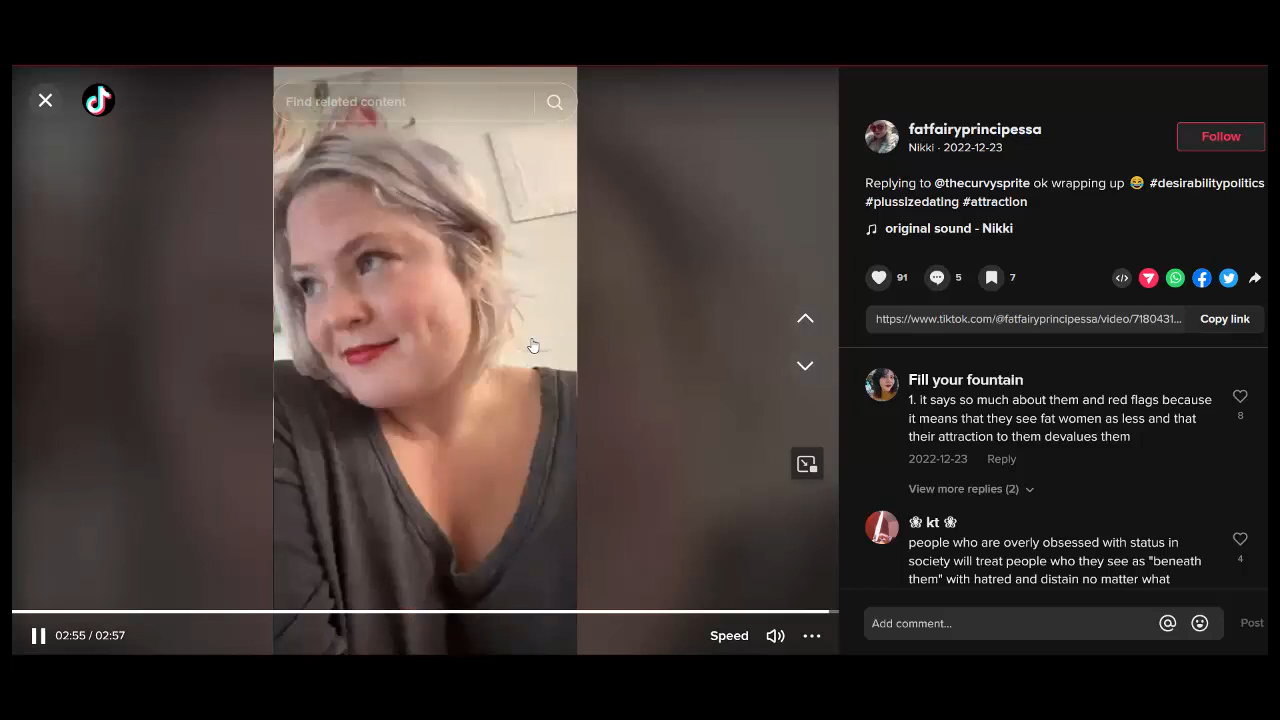 Find related content
fatfairyprincipessa
Nikki · 2022-12-23
Follow
Replying to @thecurvysprite ok wrapping up 😂 #desirabilitypolitics
#plussizedating #attraction
original sound - Nikki
91
5
7
https://www.tiktok.com/@fatfairyprincipessa/video/7180431...
Copy link
Fill your fountain
1. it says so much about them and red flags because
it means that they see fat women as less and that
their attraction to them devalues them
8
2022-12-23 Reply
View more replies (2)
❀ kt ❀
people who are overly obsessed with status in
society will treat people who they see as "beneath
them" with hatred and distain no matter what
4
Add comment...
Post
02:55 / 02:57
Speed